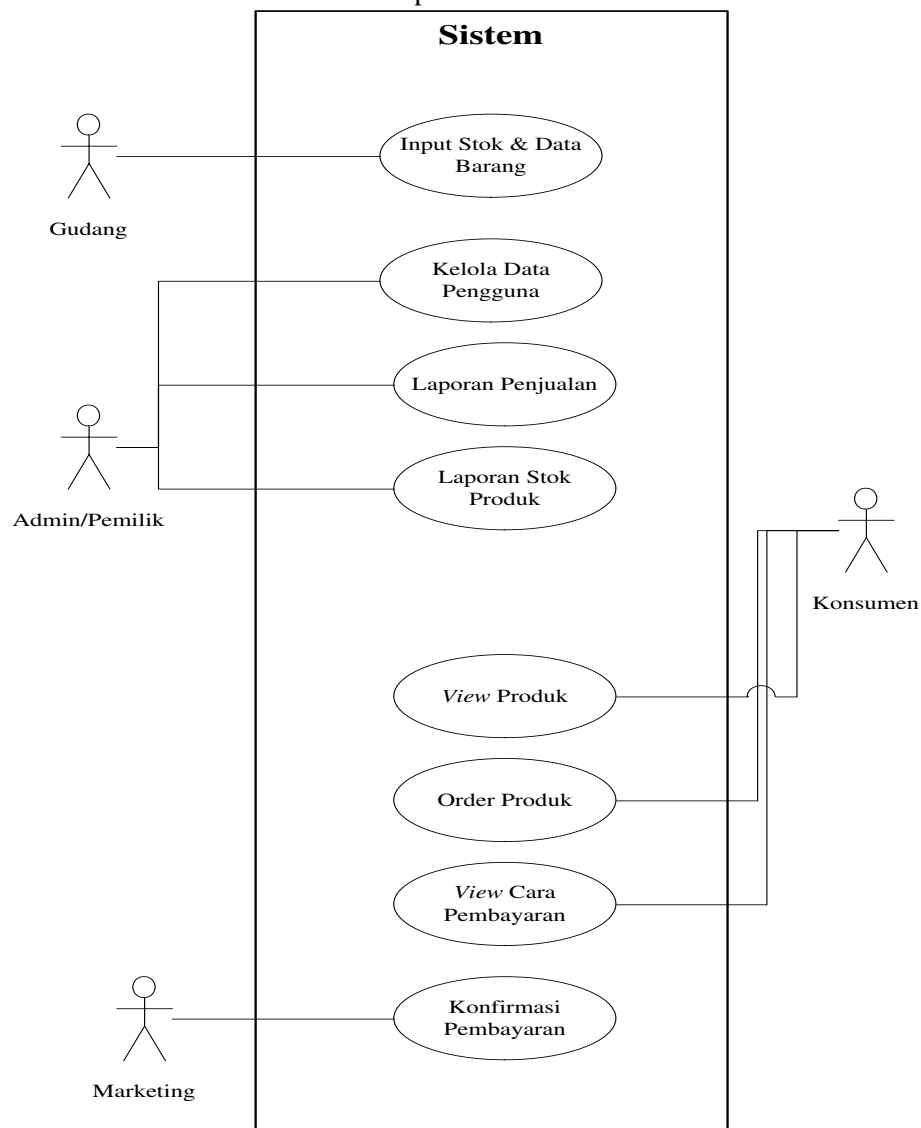 Sistem
Input Stok & Data
Barang
Gudang
Kelola Data
Pengguna
Laporan Penjualan
Laporan Stok
Produk
Admin/Pemilik
Konsumen
View Produk
Order Produk
View Cara
Pembayaran
Konfirmasi
Pembayaran
Marketing